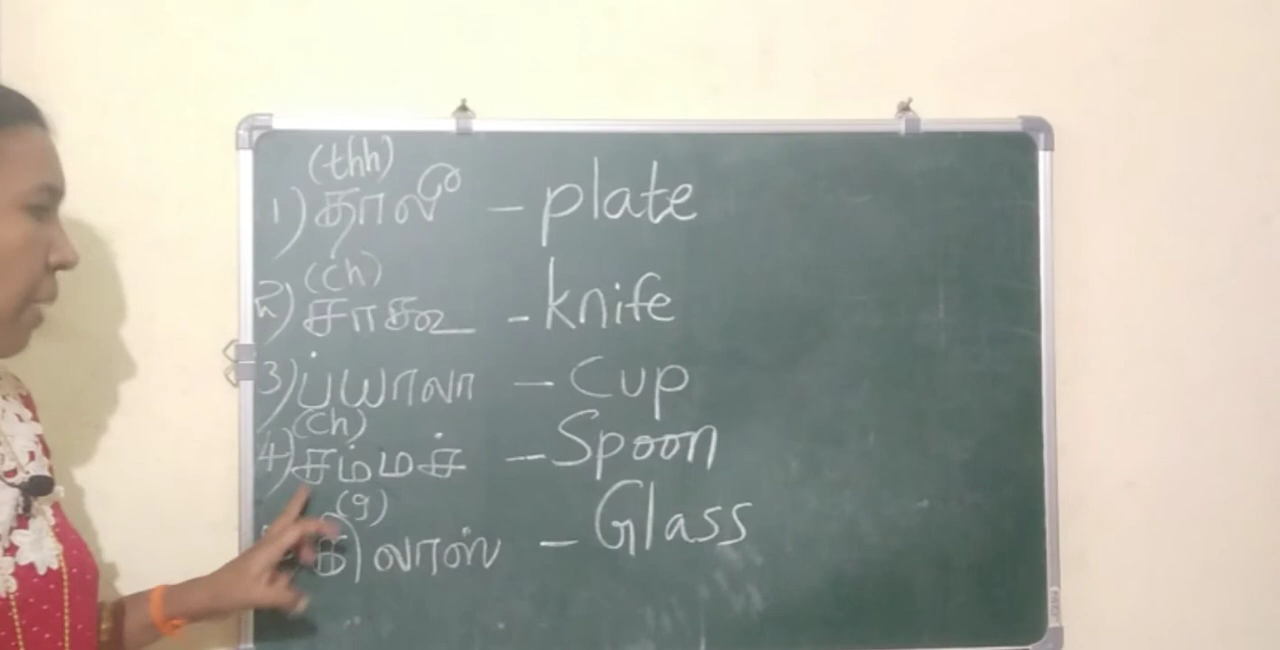 (thh)
1) தாலீ - plate
(ch)
2) சாகூ - knife
3) ப்யாலா - Cup
(ch)
4) சம்மச் - Spoon
(g)
கிலாஸ் - Glass